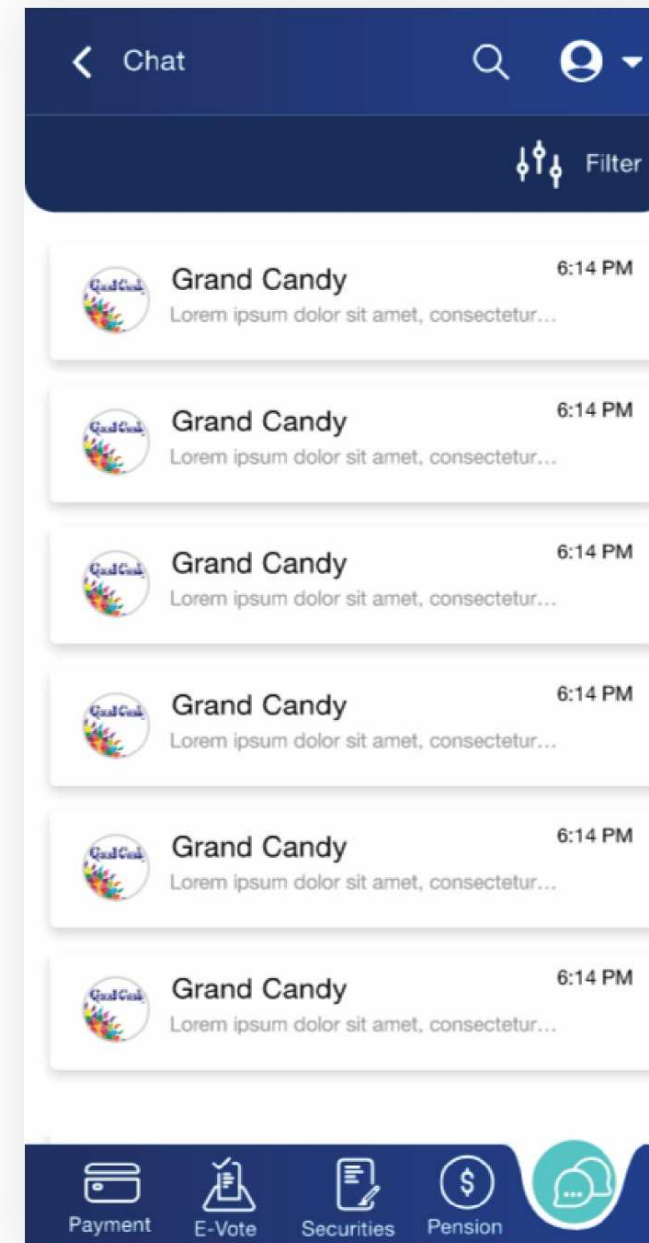 Chat
Filter
Grand Candy
6:14 PM
Lorem ipsum dolor sit amet, consectetur...
Grand Candy
6:14 PM
Lorem ipsum dolor sit amet, consectetur...
Grand Candy
6:14 PM
Lorem ipsum dolor sit amet, consectetur...
Grand Candy
6:14 PM
Lorem ipsum dolor sit amet, consectetur...
Grand Candy
6:14 PM
Lorem ipsum dolor sit amet, consectetur...
Grand Candy
6:14 PM
Lorem ipsum dolor sit amet, consectetur...
Payment E-Vote Securities Pension